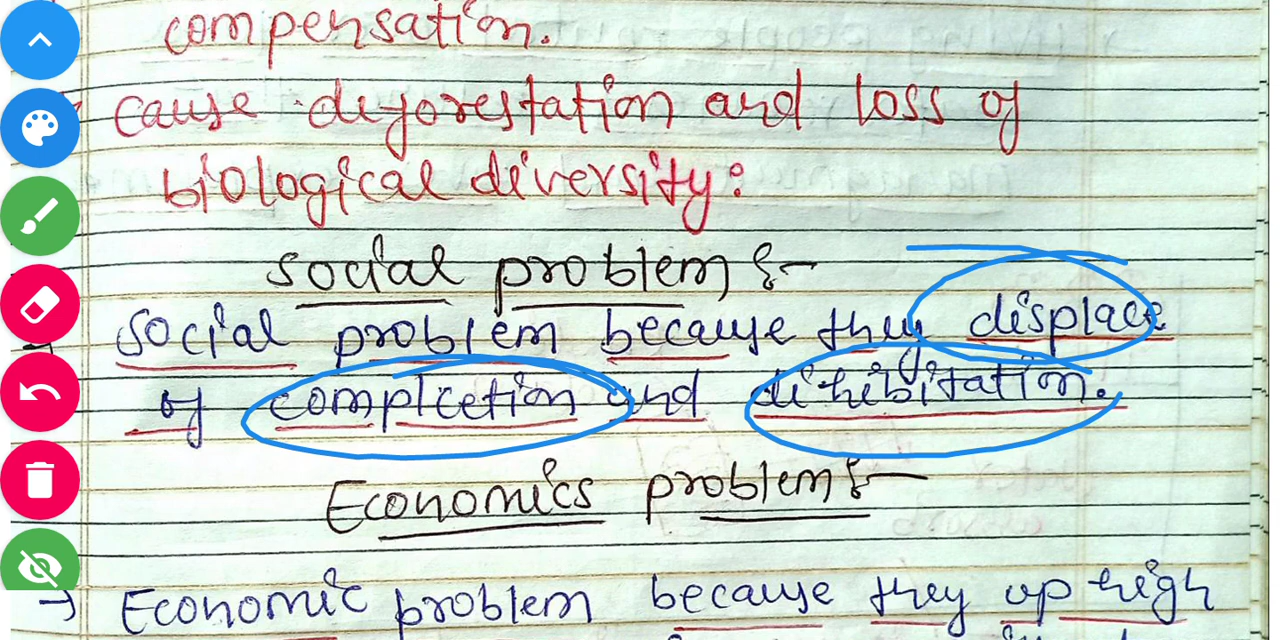 compensation.
cause deforestation and loss of
biological diversity:
social problem :-
social problem because they displace
of complcetion and dihebitation.
Economics problem :-
→ Economic problem because they up high